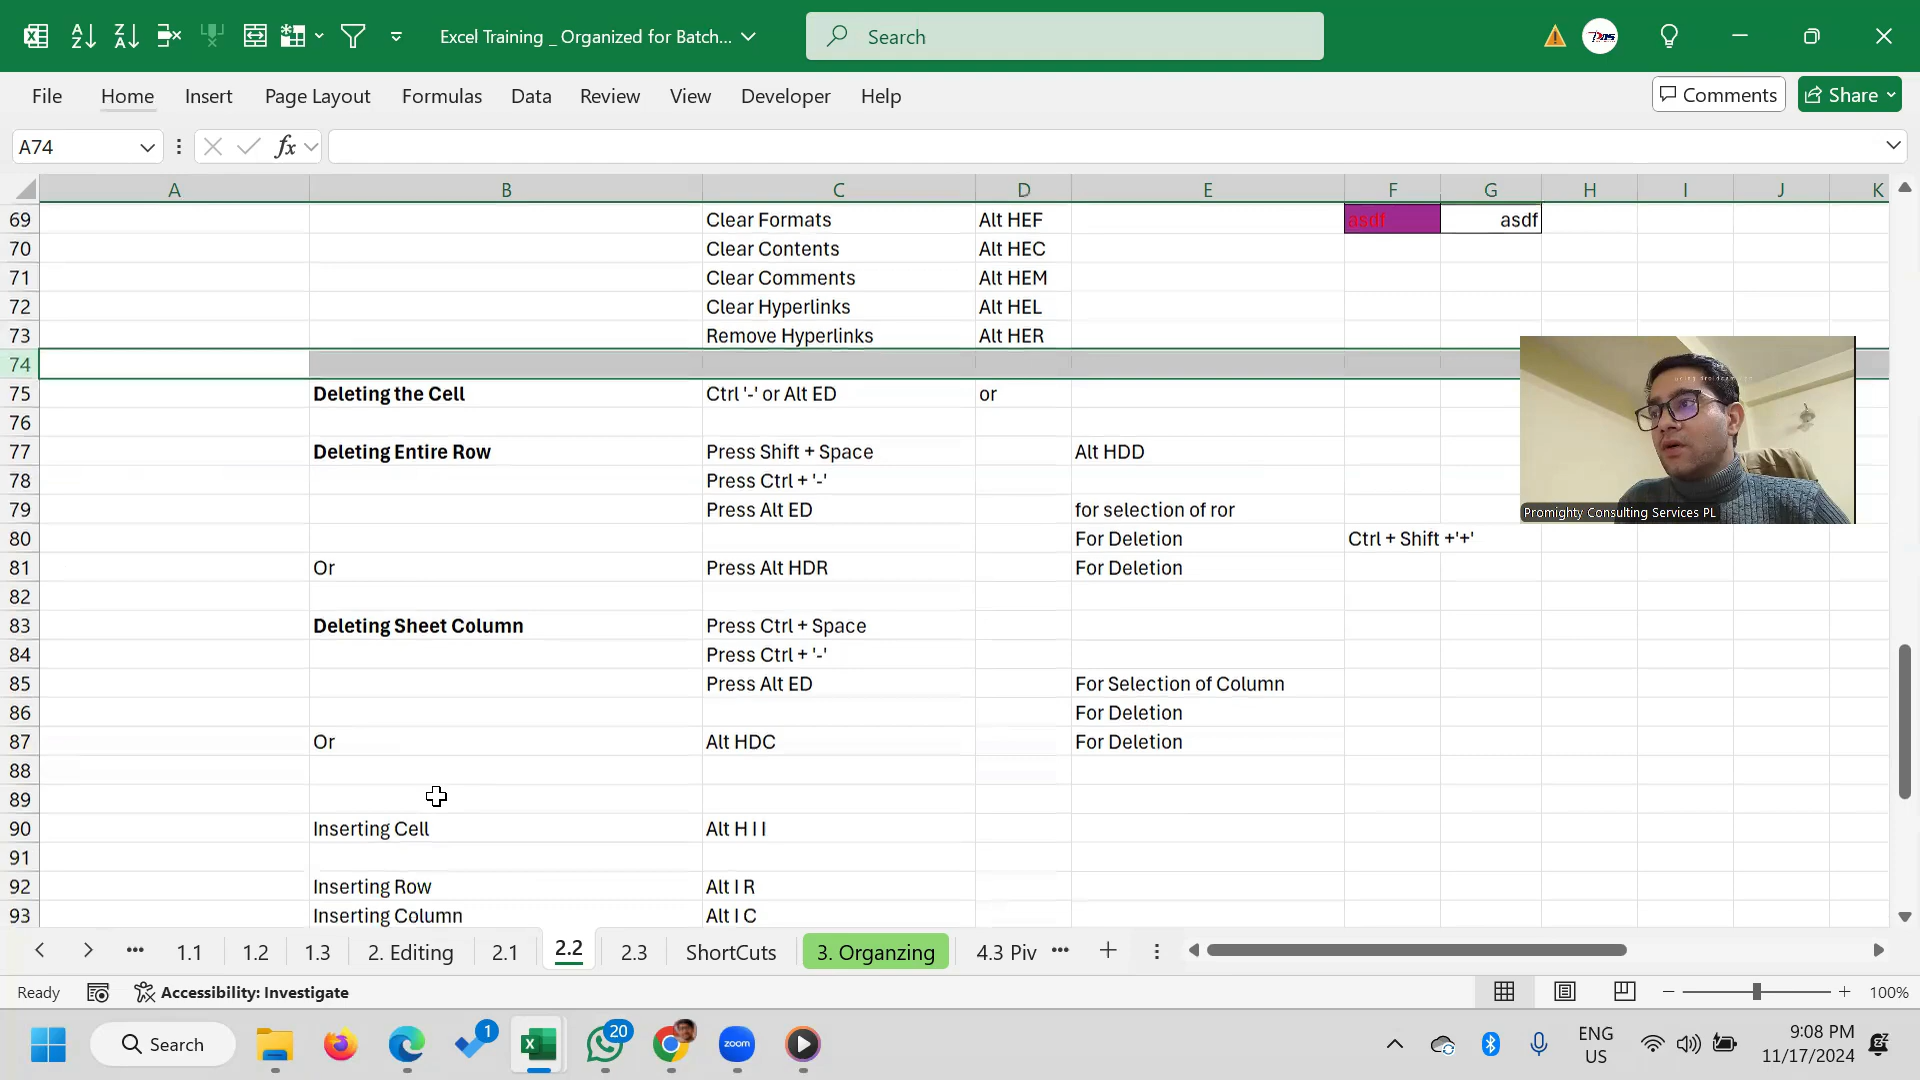 Excel Training _ Organized for Batch...
Search
File Home Insert Page Layout Formulas Data Review View Developer Help
Comments
Share
A74
fx
A B C D E F G H I J K
69 Clear Formats Alt HEF asdf asdf
70 Clear Contents Alt HEC
71 Clear Comments Alt HEM
72 Clear Hyperlinks Alt HEL
73 Remove Hyperlinks Alt HER
74
75 Deleting the Cell Ctrl '-' or Alt ED or
76
77 Deleting Entire Row Press Shift + Space Alt HDD
78 Press Ctrl + '-'
79 Press Alt ED for selection of ror
80 For Deletion Ctrl + Shift +'+'
81 Or Press Alt HDR For Deletion
82
83 Deleting Sheet Column Press Ctrl + Space
84 Press Ctrl + '-'
85 Press Alt ED For Selection of Column
86 For Deletion
87 Or Alt HDC For Deletion
88
89
90 Inserting Cell Alt H I I
91
92 Inserting Row Alt I R
93 Inserting Column Alt I C
Promighty Consulting Services PL
1.1 1.2 1.3 2. Editing 2.1 2.2 2.3 ShortCuts 3. Organzing 4.3 Piv
Ready
Accessibility: Investigate
100%
Search
1
20
zoom
ENG
US
9:08 PM
11/17/2024